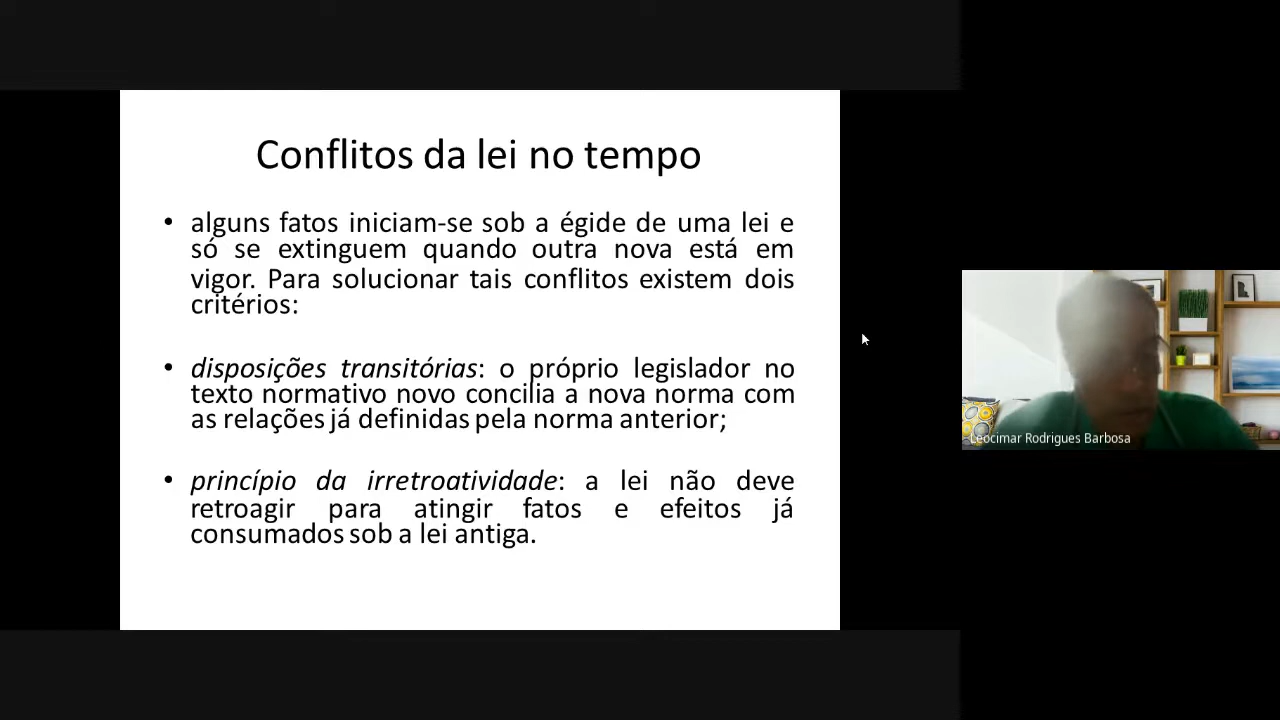 Conflitos da lei no tempo
• alguns fatos iniciam-se sob a égide de uma lei e
só se extinguem quando outra nova está em
vigor. Para solucionar tais conflitos existem dois
critérios:
• disposições transitórias: o próprio legislador no
texto normativo novo concilia a nova norma com
as relações já definidas pela norma anterior;
• princípio da irretroatividade: a lei não deve
retroagir para atingir fatos e efeitos já
consumados sob a lei antiga.
Leocimar Rodrigues Barbosa